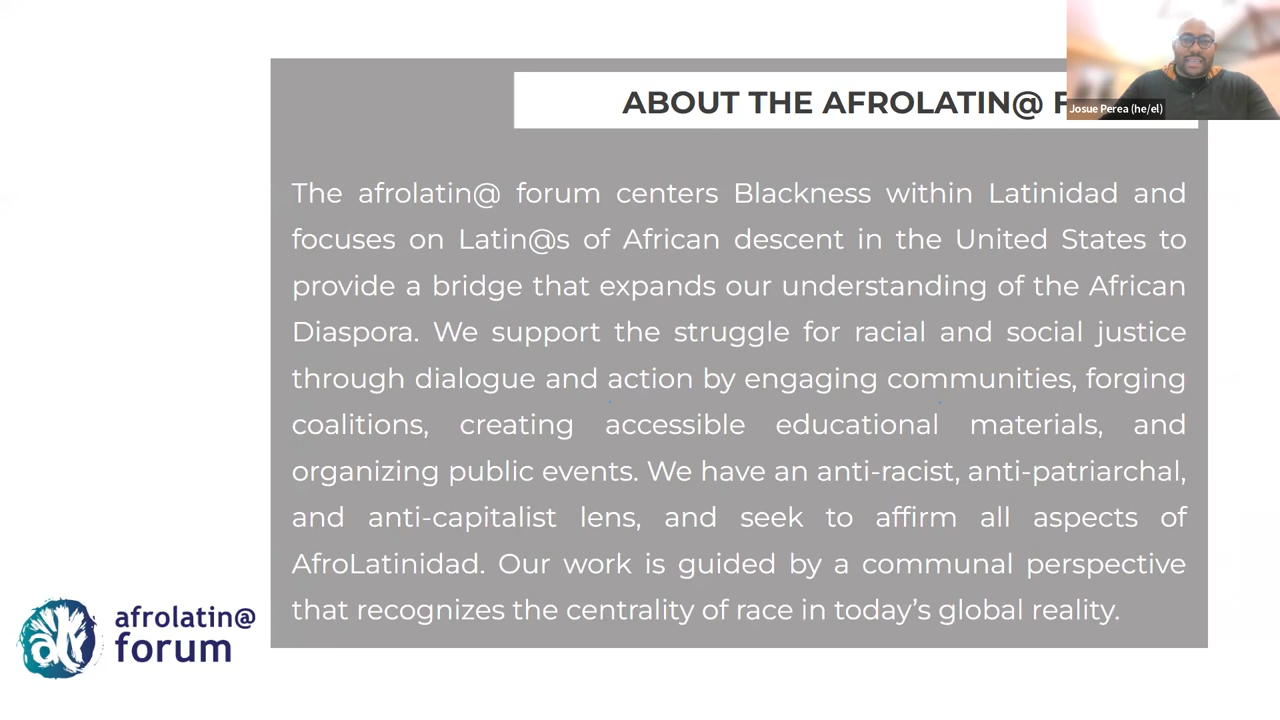 ABOUT THE AFROLATIN@
Josue Perea (he/el)
The afrolatin@ forum centers Blackness within Latinidad and
focuses on Latin@s of African descent in the United States to
provide a bridge that expands our understanding of the African
Diaspora. We support the struggle for racial and social justice
through dialogue and action by engaging communities, forging
coalitions, creating accessible educational materials, and
organizing public events. We have an anti-racist, anti-patriarchal,
and anti-capitalist lens, and seek to affirm all aspects of
AfroLatinidad. Our work is guided by a communal perspective
that recognizes the centrality of race in today’s global reality.
afrolatin@
forum